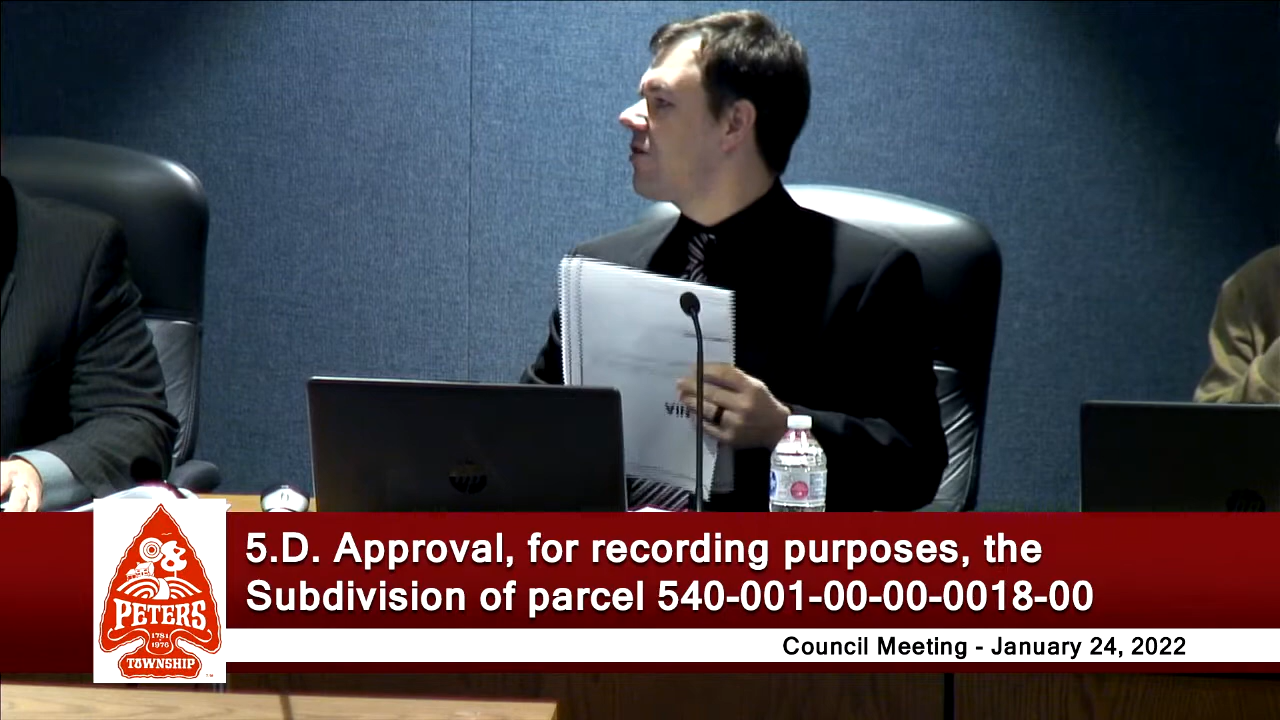 5.D. Approval, for recording purposes, the
Subdivision of parcel 540-001-00-00-0018-00
Council Meeting - January 24, 2022
PETERS
1781
1976
TOWNSHIP
hp